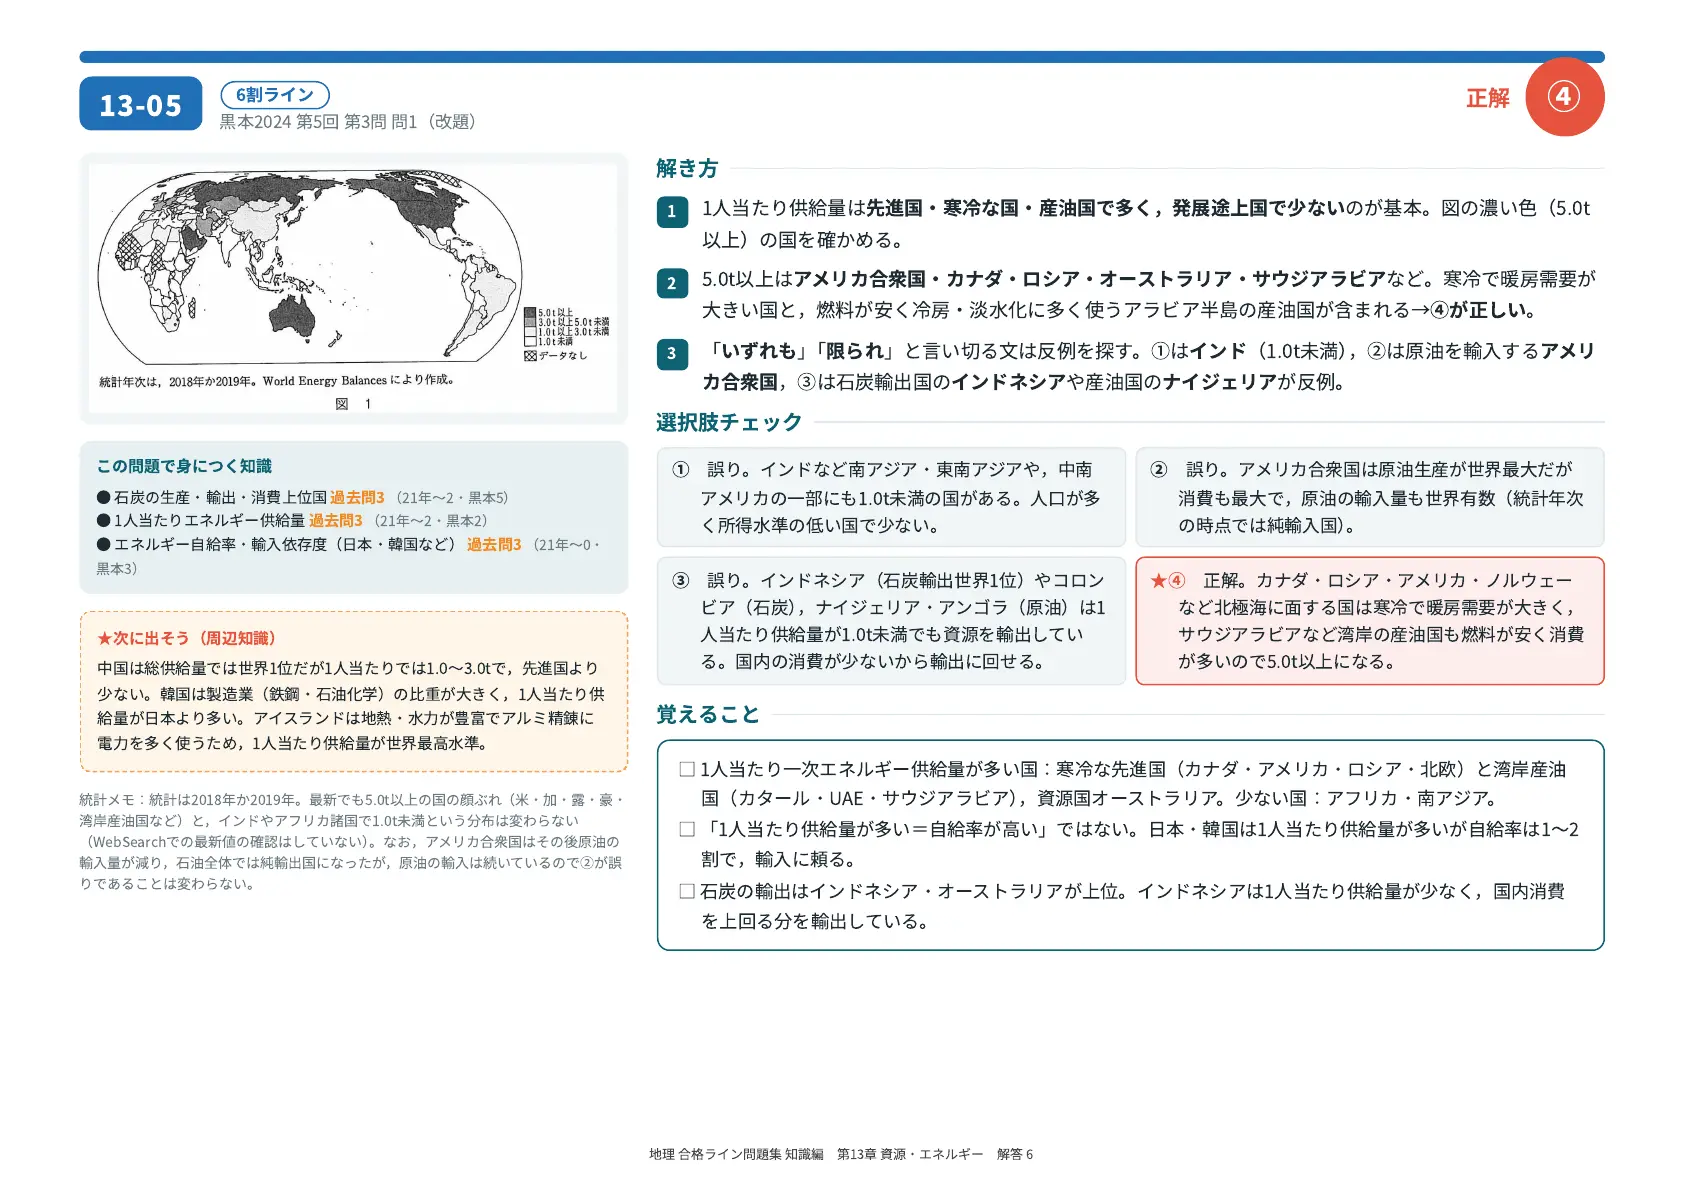 13-05
6割ライン
黒本2024 第5回 第3問 問1（改題）
正解 ④
5.0t以上
3.0t以上5.0t未満
1.0t以上3.0t未満
1.0t未満
データなし
統計年次は，2018年か2019年。World Energy Balances により作成。
図 1
この問題で身につく知識
● 石炭の生産・輸出・消費上位国 過去問3 （21年～2・黒本5）
● 1人当たりエネルギー供給量 過去問3 （21年～2・黒本2）
● エネルギー自給率・輸入依存度（日本・韓国など） 過去問3 （21年～0・
黒本3）
★次に出そう（周辺知識）
中国は総供給量では世界1位だが1人当たりでは1.0～3.0tで，先進国より
少ない。韓国は製造業（鉄鋼・石油化学）の比重が大きく，1人当たり供
給量が日本より多い。アイスランドは地熱・水力が豊富でアルミ精錬に
電力を多く使うため，1人当たり供給量が世界最高水準。
統計メモ：統計は2018年か2019年。最新でも5.0t以上の国の顔ぶれ（米・加・露・豪・
湾岸産油国など）と，インドやアフリカ諸国で1.0t未満という分布は変わらない
（WebSearchでの最新値の確認はしていない）。なお，アメリカ合衆国はその後原油の
輸入量が減り，石油全体では純輸出国になったが，原油の輸入は続いているので②が誤
りであることは変わらない。
解き方
1 1人当たり供給量は先進国・寒冷な国・産油国で多く，発展途上国で少ないのが基本。図の濃い色（5.0t
以上）の国を確かめる。
2 5.0t以上はアメリカ合衆国・カナダ・ロシア・オーストラリア・サウジアラビアなど。寒冷で暖房需要が
大きい国と，燃料が安く冷房・淡水化に多く使うアラビア半島の産油国が含まれる→④が正しい。
3 「いずれも」「限られ」と言い切る文は反例を探す。①はインド（1.0t未満），②は原油を輸入するアメリ
カ合衆国，③は石炭輸出国のインドネシアや産油国のナイジェリアが反例。
選択肢チェック
① 誤り。インドなど南アジア・東南アジアや，中南
アメリカの一部にも1.0t未満の国がある。人口が多
く所得水準の低い国で少ない。
② 誤り。アメリカ合衆国は原油生産が世界最大だが
消費も最大で，原油の輸入量も世界有数（統計年次
の時点では純輸入国）。
③ 誤り。インドネシア（石炭輸出世界1位）やコロン
ビア（石炭），ナイジェリア・アンゴラ（原油）は1
人当たり供給量が1.0t未満でも資源を輸出してい
る。国内の消費が少ないから輸出に回せる。
★④ 正解。カナダ・ロシア・アメリカ・ノルウェー
など北極海に面する国は寒冷で暖房需要が大きく，
サウジアラビアなど湾岸の産油国も燃料が安く消費
が多いので5.0t以上になる。
覚えること
□ 1人当たり一次エネルギー供給量が多い国：寒冷な先進国（カナダ・アメリカ・ロシア・北欧）と湾岸産油
国（カタール・UAE・サウジアラビア），資源国オーストラリア。少ない国：アフリカ・南アジア。
□ 「1人当たり供給量が多い＝自給率が高い」ではない。日本・韓国は1人当たり供給量が多いが自給率は1～2
割で，輸入に頼る。
□ 石炭の輸出はインドネシア・オーストラリアが上位。インドネシアは1人当たり供給量が少なく，国内消費
を上回る分を輸出している。
地理 合格ライン問題集 知識編 第13章 資源・エネルギー 解答 6